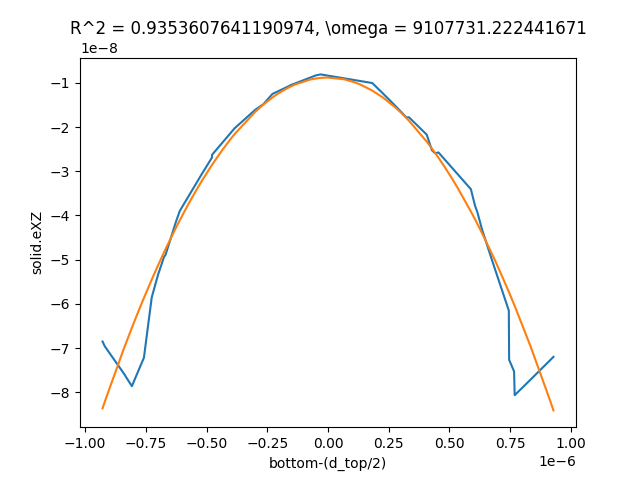 R^2 = 0.9353607641190974, \omega = 9107731.222441671
1e−8
−1
−2
−3
−4
−5
−6
−7
−8
solid.eXZ
−1.00 −0.75 −0.50 −0.25 0.00 0.25 0.50 0.75 1.00
bottom-(d_top/2)
1e−6